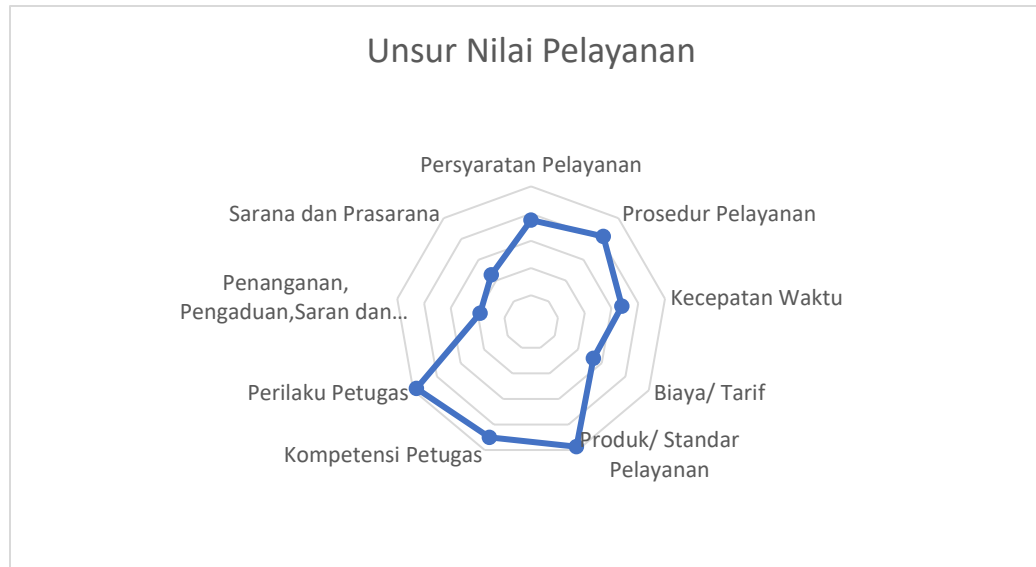 Unsur Nilai Pelayanan
Persyaratan Pelayanan
Prosedur Pelayanan
Kecepatan Waktu
Biaya/ Tarif
Produk/ Standar
Pelayanan
Kompetensi Petugas
Perilaku Petugas
Penanganan,
Pengaduan,Saran dan...
Sarana dan Prasarana